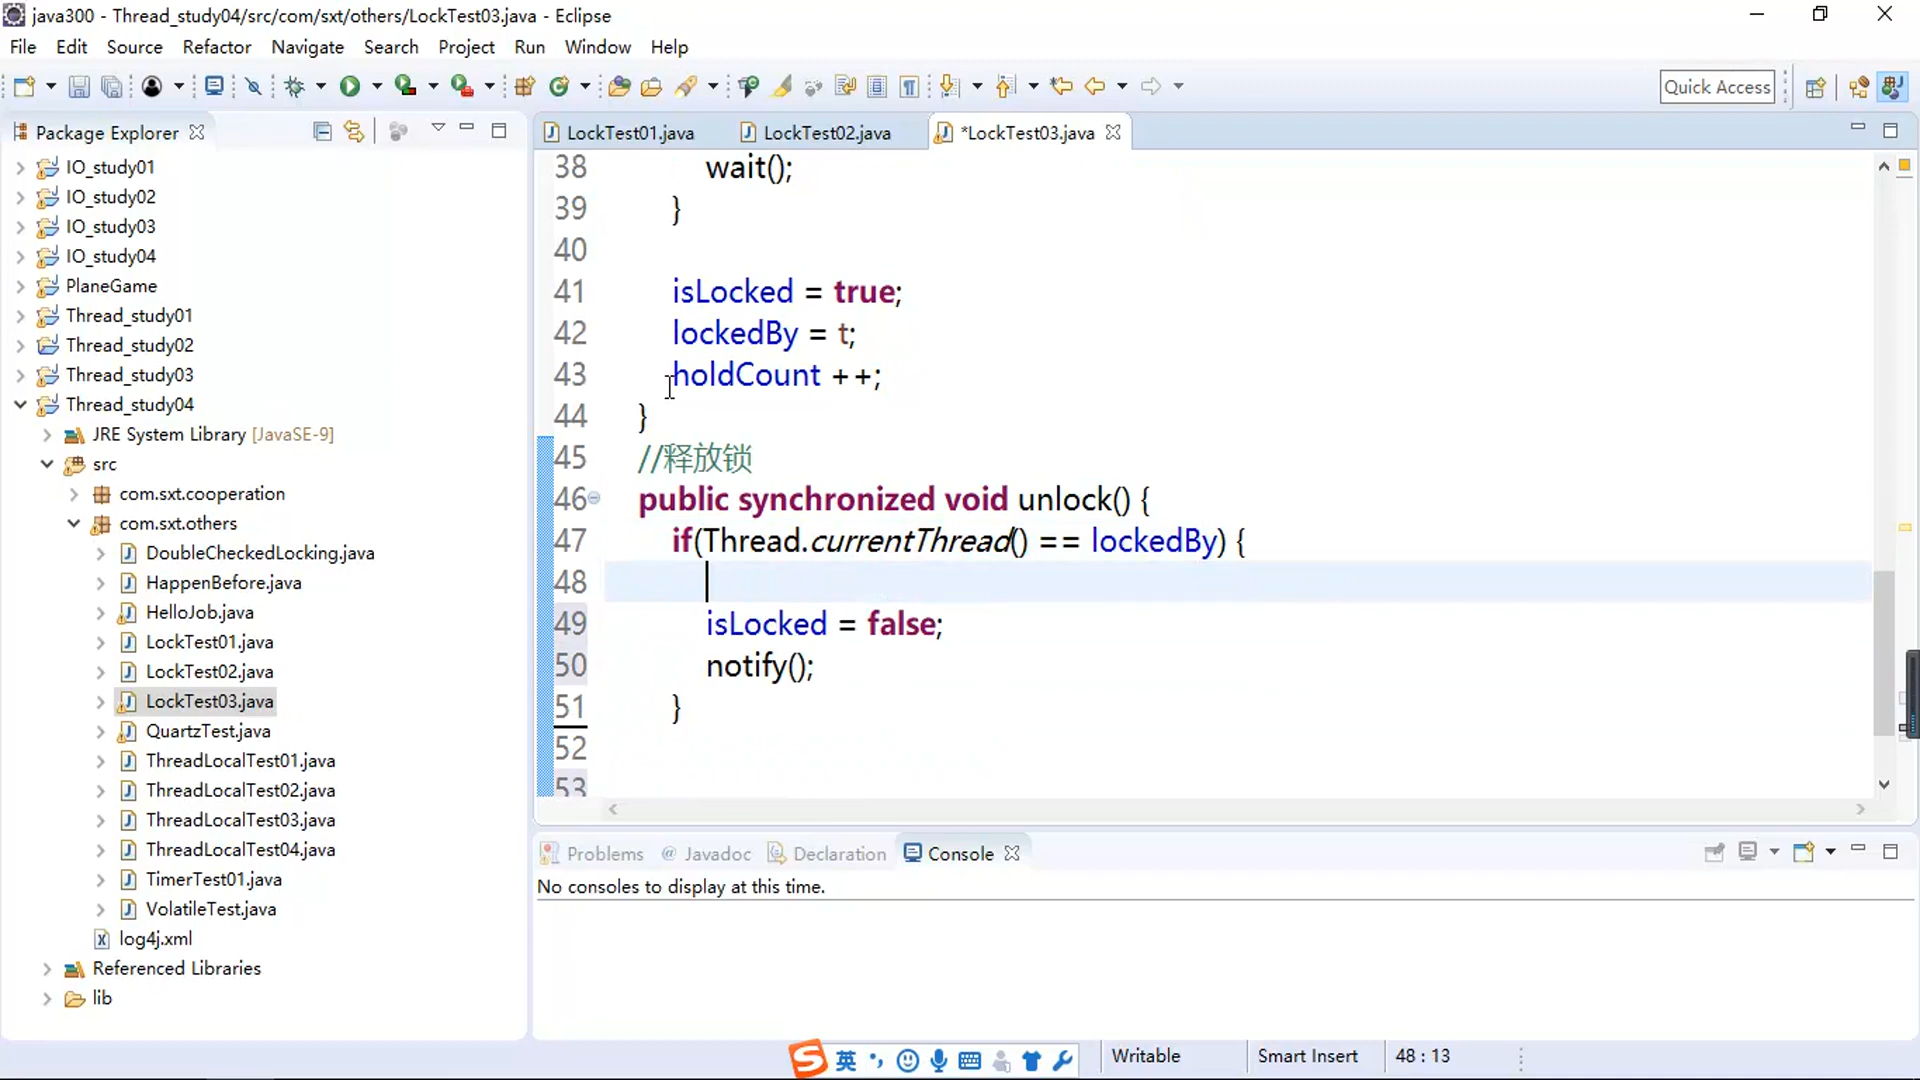 java300 - Thread_study04/src/com/sxt/others/LockTest03.java - Eclipse
File Edit Source Refactor Navigate Search Project Run Window Help
Quick Access
Package Explorer
IO_study01
IO_study02
IO_study03
IO_study04
PlaneGame
Thread_study01
Thread_study02
Thread_study03
Thread_study04
JRE System Library [JavaSE-9]
src
com.sxt.cooperation
com.sxt.others
DoubleCheckedLocking.java
HappenBefore.java
HelloJob.java
LockTest01.java
LockTest02.java
LockTest03.java
QuartzTest.java
ThreadLocalTest01.java
ThreadLocalTest02.java
ThreadLocalTest03.java
ThreadLocalTest04.java
TimerTest01.java
VolatileTest.java
log4j.xml
Referenced Libraries
lib
LockTest01.java LockTest02.java *LockTest03.java
38 wait();
39 }
40
41 isLocked = true;
42 lockedBy = t;
43 holdCount ++;
44 }
45 //释放锁
46 public synchronized void unlock() {
47 if(Thread.currentThread() == lockedBy) {
48
49 isLocked = false;
50 notify();
51 }
52
53
Problems @ Javadoc Declaration Console
No consoles to display at this time.
英 Writable Smart Insert 48 : 13